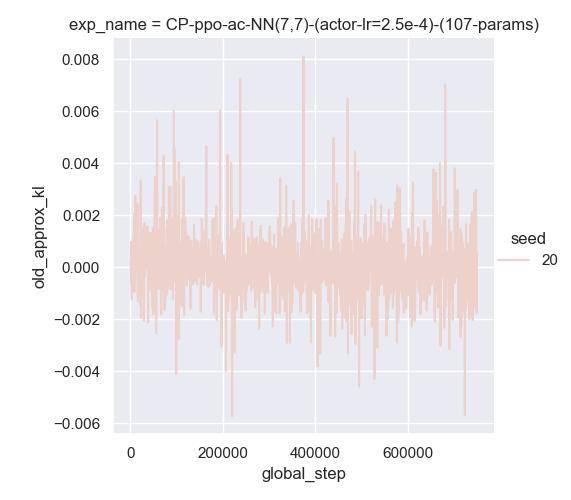 exp_name = CP-ppo-ac-NN(7,7)-(actor-lr=2.5e-4)-(107-params)
0.008
0.006
0.004
0.002
0.000
−0.002
−0.004
−0.006
old_approx_kl
0 200000 400000 600000
global_step
seed
20